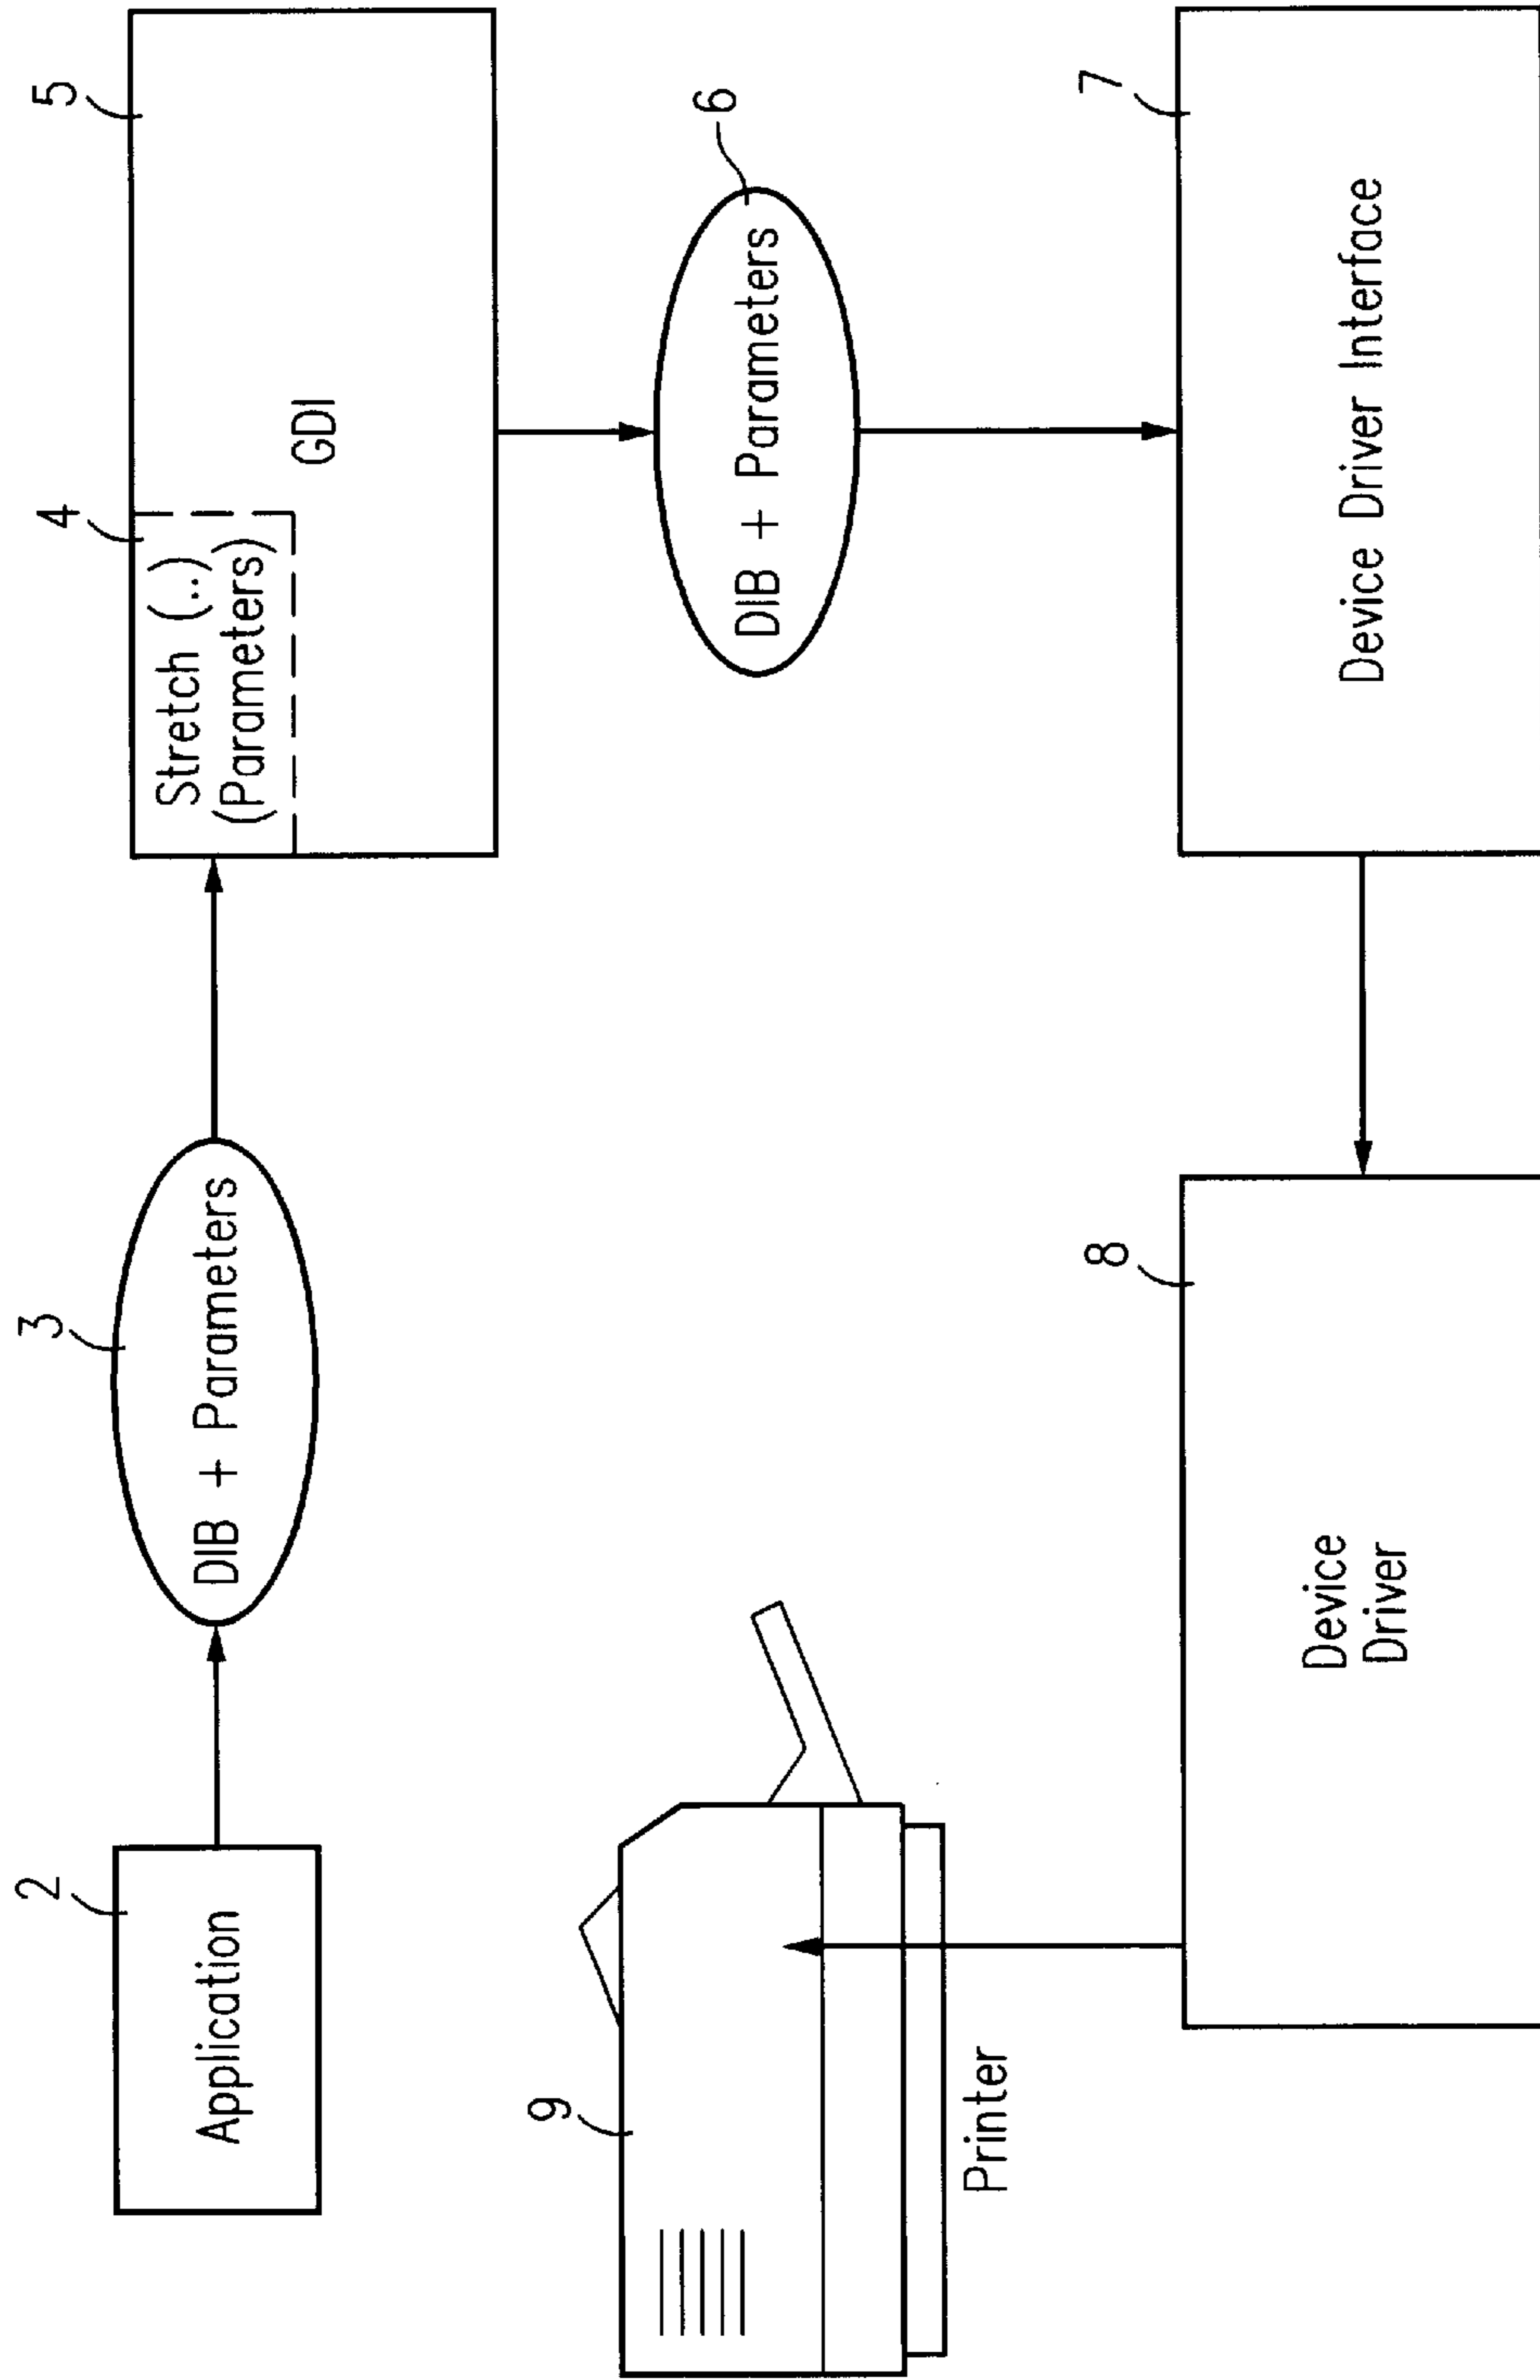 2
Application
3
DIB + Parameters
4
Stretch (..)
(Parameters)
5
GDI
6
DIB + Parameters
7
Device Driver Interface
8
Device
Driver
9
Printer